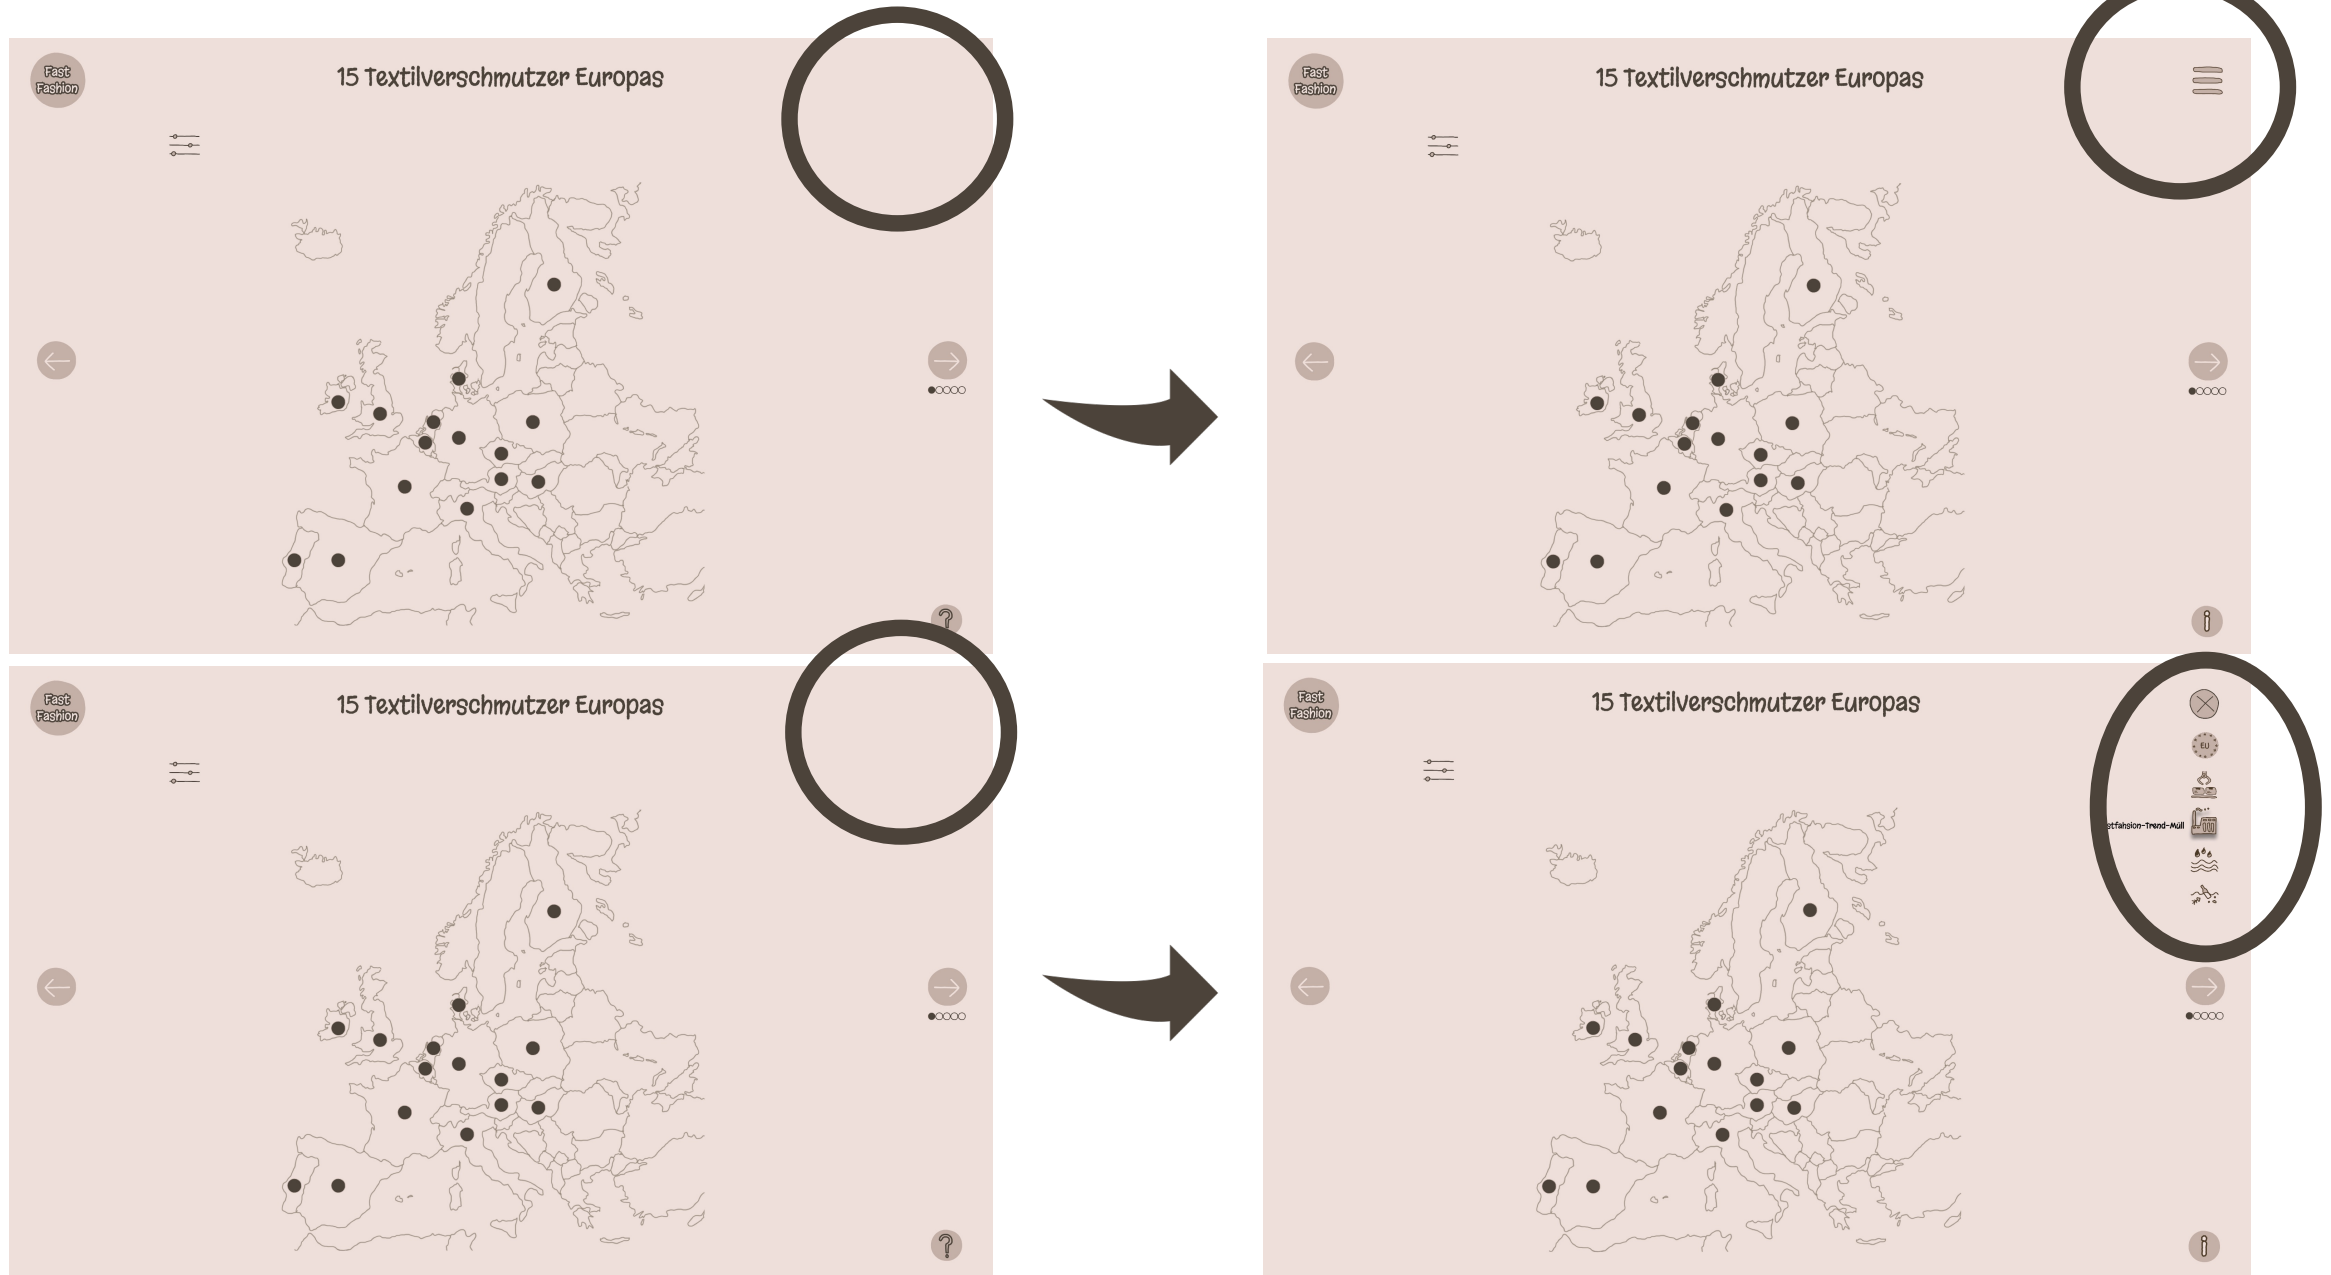 Fast
Fashion
15 Textilverschmutzer Europas
?
Fast
Fashion
15 Textilverschmutzer Europas
i
Fast
Fashion
15 Textilverschmutzer Europas
?
Fast
Fashion
15 Textilverschmutzer Europas
EU
stfahsion-Trend-Müll
i